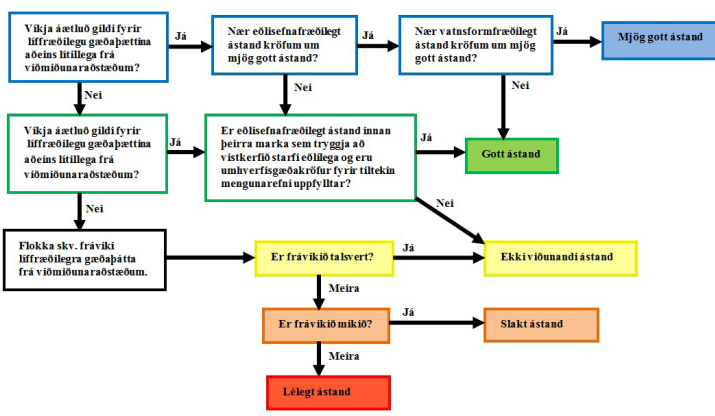 Víkja áætluð gildi fyrir
líffræðilegu gæðaþættina
aðeins lítillega frá
viðmiðunaraðstæðum?
Já
Nær eðlisefnafræðilegt
ástand kröfum um
mjög gott ástand?
Já
Nær vatnsformfræðilegt
ástand kröfum um mjög
gott ástand?
Já
Mjög gott ástand
Nei
Nei
Nei
Víkja áætluð gildi fyrir
líffræðilegu gæðaþættina
aðeins lítillega frá
viðmiðunaraðstæðum?
Já
Er eðlisefnafræðilegt ástand innan
þeirra marka sem tryggja að
vistkerfið starfi eðlilega og eru
umhverfisgæðakröfur fyrir tiltekin
mengunarefni uppfylltar?
Já
Gott ástand
Nei
Nei
Flokka skv. fráviki
líffræðilegra gæðaþátta
frá viðmiðunaraðstæðum.
Er frávikið talsvert?
Já
Ekki viðunandi ástand
Meira
Er frávikið mikið?
Já
Slakt ástand
Meira
Lélegt ástand